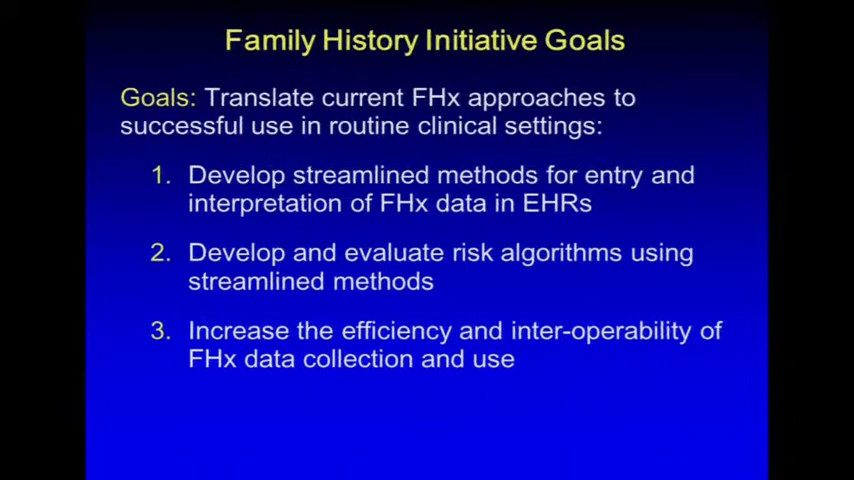 Family History Initiative Goals
Goals: Translate current FHx approaches to
successful use in routine clinical settings:
1. Develop streamlined methods for entry and
interpretation of FHx data in EHRs
2. Develop and evaluate risk algorithms using
streamlined methods
3. Increase the efficiency and inter-operability of
FHx data collection and use